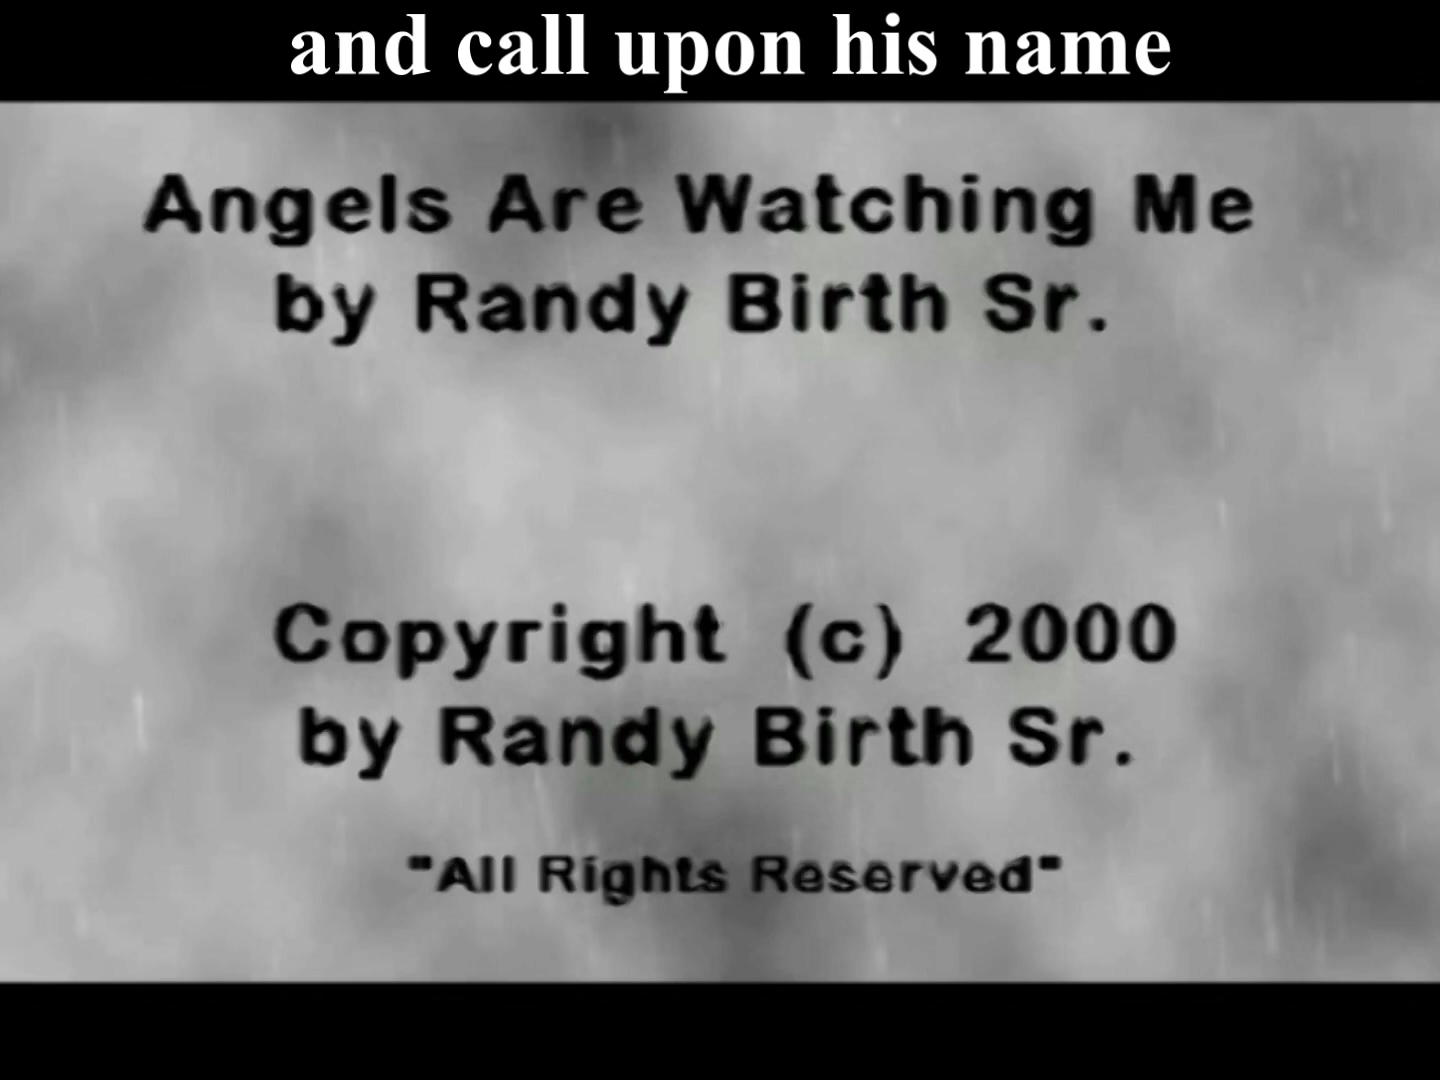 and call upon his name
Angels Are Watching Me
by Randy Birth Sr.
Copyright (c) 2000
by Randy Birth Sr.
"All Rights Reserved"